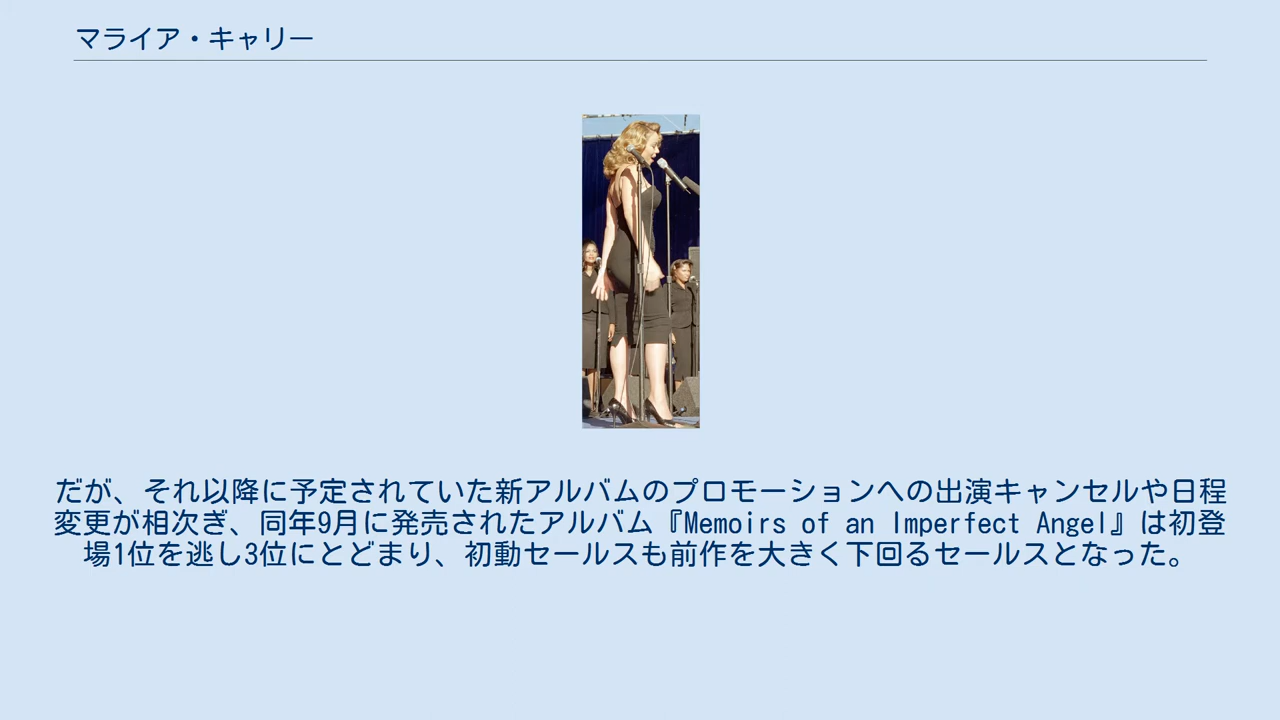 マライア・キャリー
だが、それ以降に予定されていた新アルバムのプロモーションへの出演キャンセルや日程
変更が相次ぎ、同年9月に発売されたアルバム『Memoirs of an Imperfect Angel』は初登
場1位を逃し3位にとどまり、初動セールスも前作を大きく下回るセールスとなった。